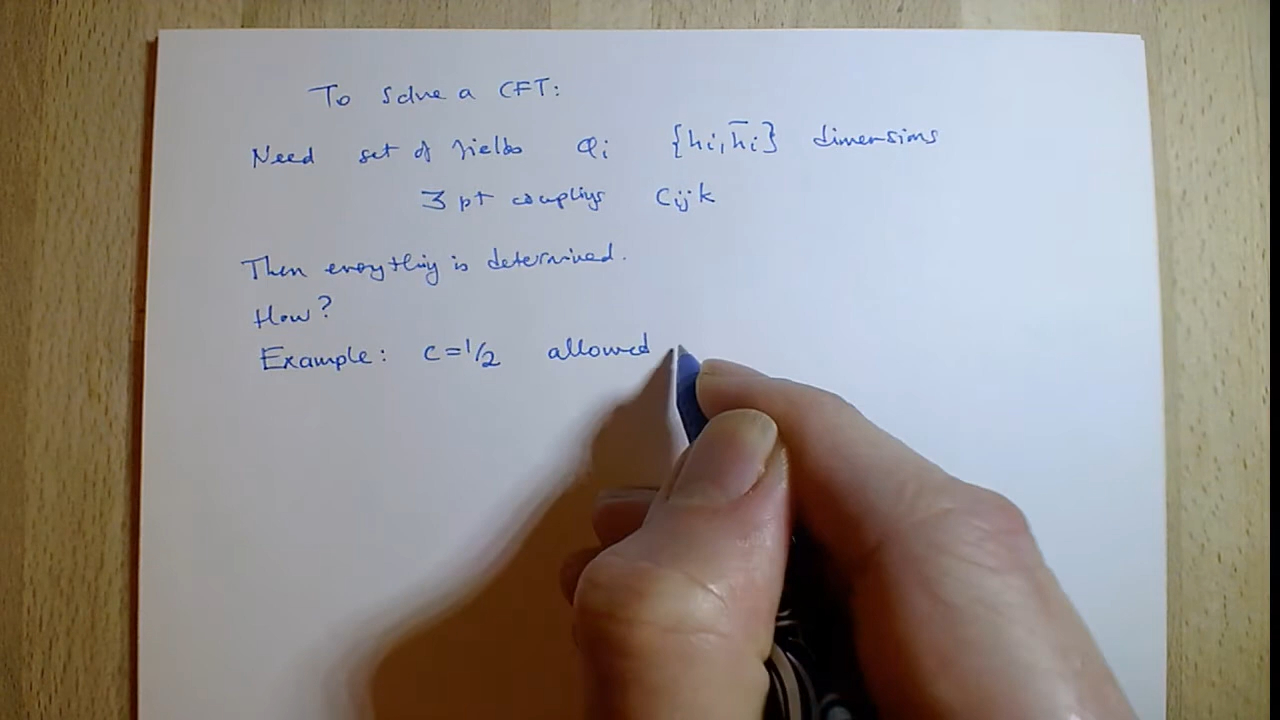 To solve a CFT:
Need set of fields φi {hi, h̄i} dimensions
3 pt couplings Cijk
Then everything is determined.
How?
Example: c=1/2 allowed